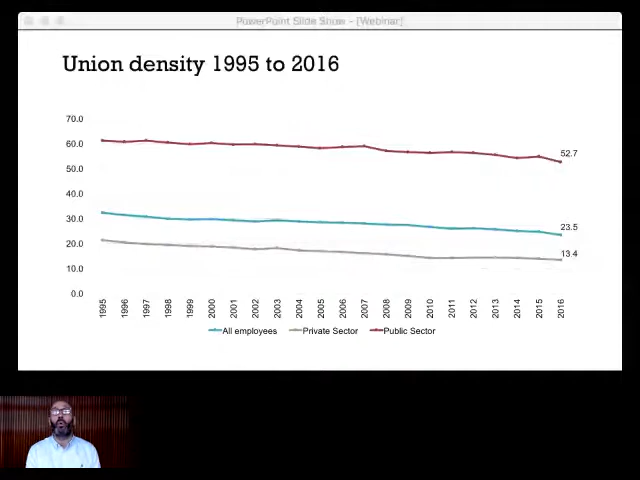 PowerPoint Slide Show - [Webinar]
Union density 1995 to 2016
70.0
60.0
50.0
40.0
30.0
20.0
10.0
0.0
52.7
23.5
13.4
1995 1996 1997 1998 1999 2000 2001 2002 2003 2004 2005 2006 2007 2008 2009 2010 2011 2012 2013 2014 2015 2016
All employees Private Sector Public Sector